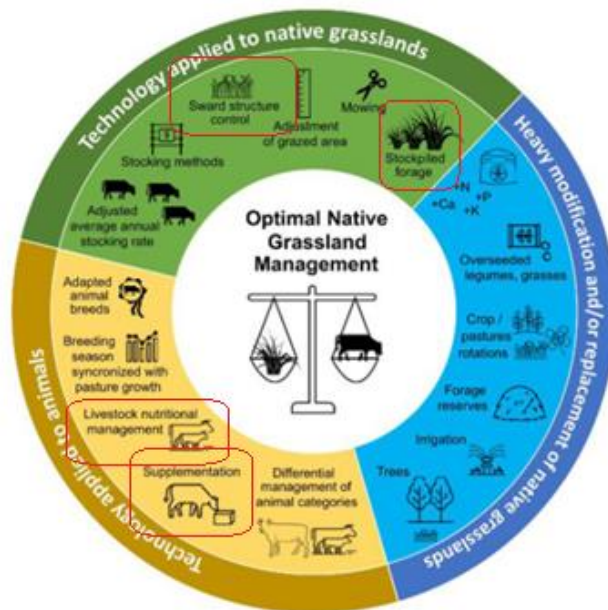 Technology applied to native grasslands
Sward structure
control
Mowing
Adjustment
of grazed area
Stockpiled
forage
Stocking methods
Adjusted
average annual
stocking rate
Heavy modification and/or replacement of native grasslands
+N
+P
+Ca
+K
Overseeded
legumes, grasses
Crop /
pastures
rotations
Forage
reserves
Irrigation
Trees
Technology applied to animals
Adapted
animal
breeds
Breeding
season
syncronized with
pasture growth
Livestock nutritional
management
Supplementation
Differential
management of
animal categories
Optimal Native
Grassland
Management